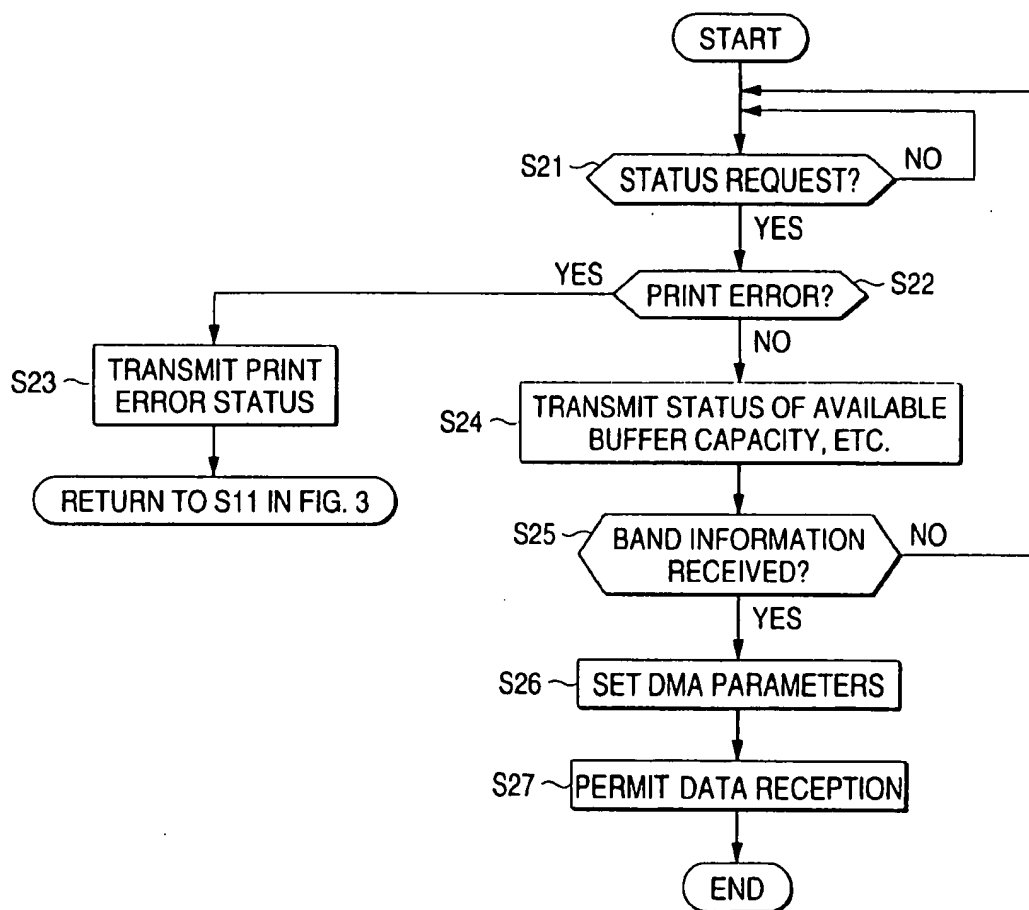 START
S21
STATUS REQUEST?
NO
YES
YES
PRINT ERROR?
S22
NO
S23
TRANSMIT PRINT
ERROR STATUS
S24
TRANSMIT STATUS OF AVAILABLE
BUFFER CAPACITY, ETC.
RETURN TO S11 IN FIG. 3
S25
BAND INFORMATION
RECEIVED?
NO
YES
S26
SET DMA PARAMETERS
S27
PERMIT DATA RECEPTION
END